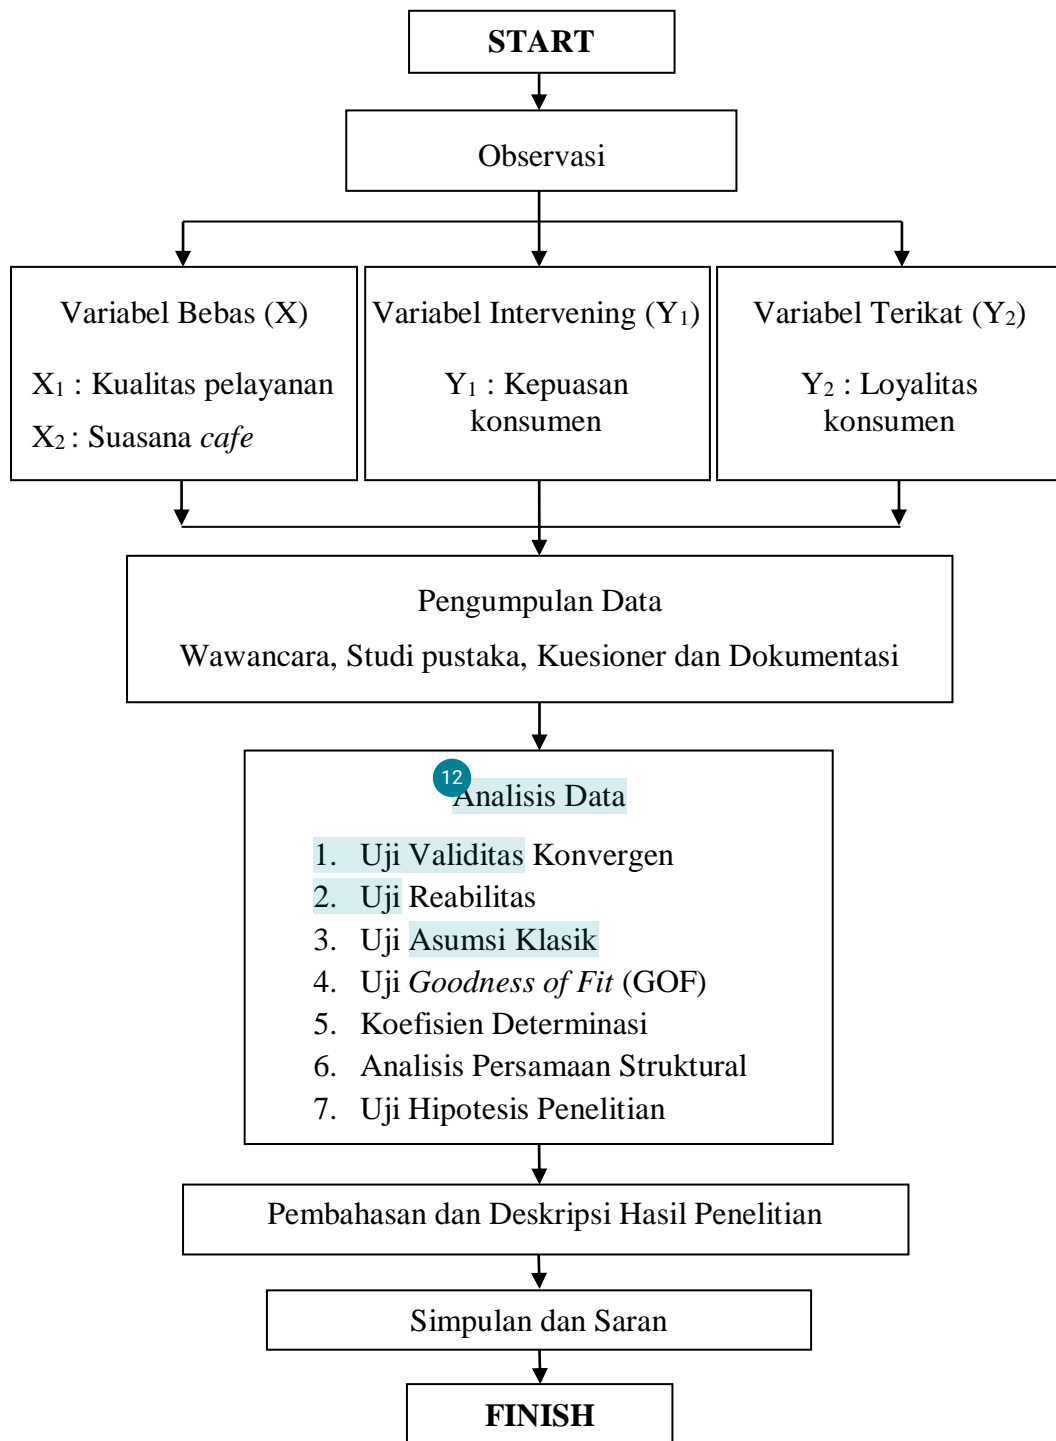 START
Observasi
Variabel Bebas (X)
X₁ : Kualitas pelayanan
X₂ : Suasana cafe
Variabel Intervening (Y₁)
Y₁ : Kepuasan
konsumen
Variabel Terikat (Y₂)
Y₂ : Loyalitas
konsumen
Pengumpulan Data
Wawancara, Studi pustaka, Kuesioner dan Dokumentasi
12
Analisis Data
1. Uji Validitas Konvergen
2. Uji Reabilitas
3. Uji Asumsi Klasik
4. Uji Goodness of Fit (GOF)
5. Koefisien Determinasi
6. Analisis Persamaan Struktural
7. Uji Hipotesis Penelitian
Pembahasan dan Deskripsi Hasil Penelitian
Simpulan dan Saran
FINISH